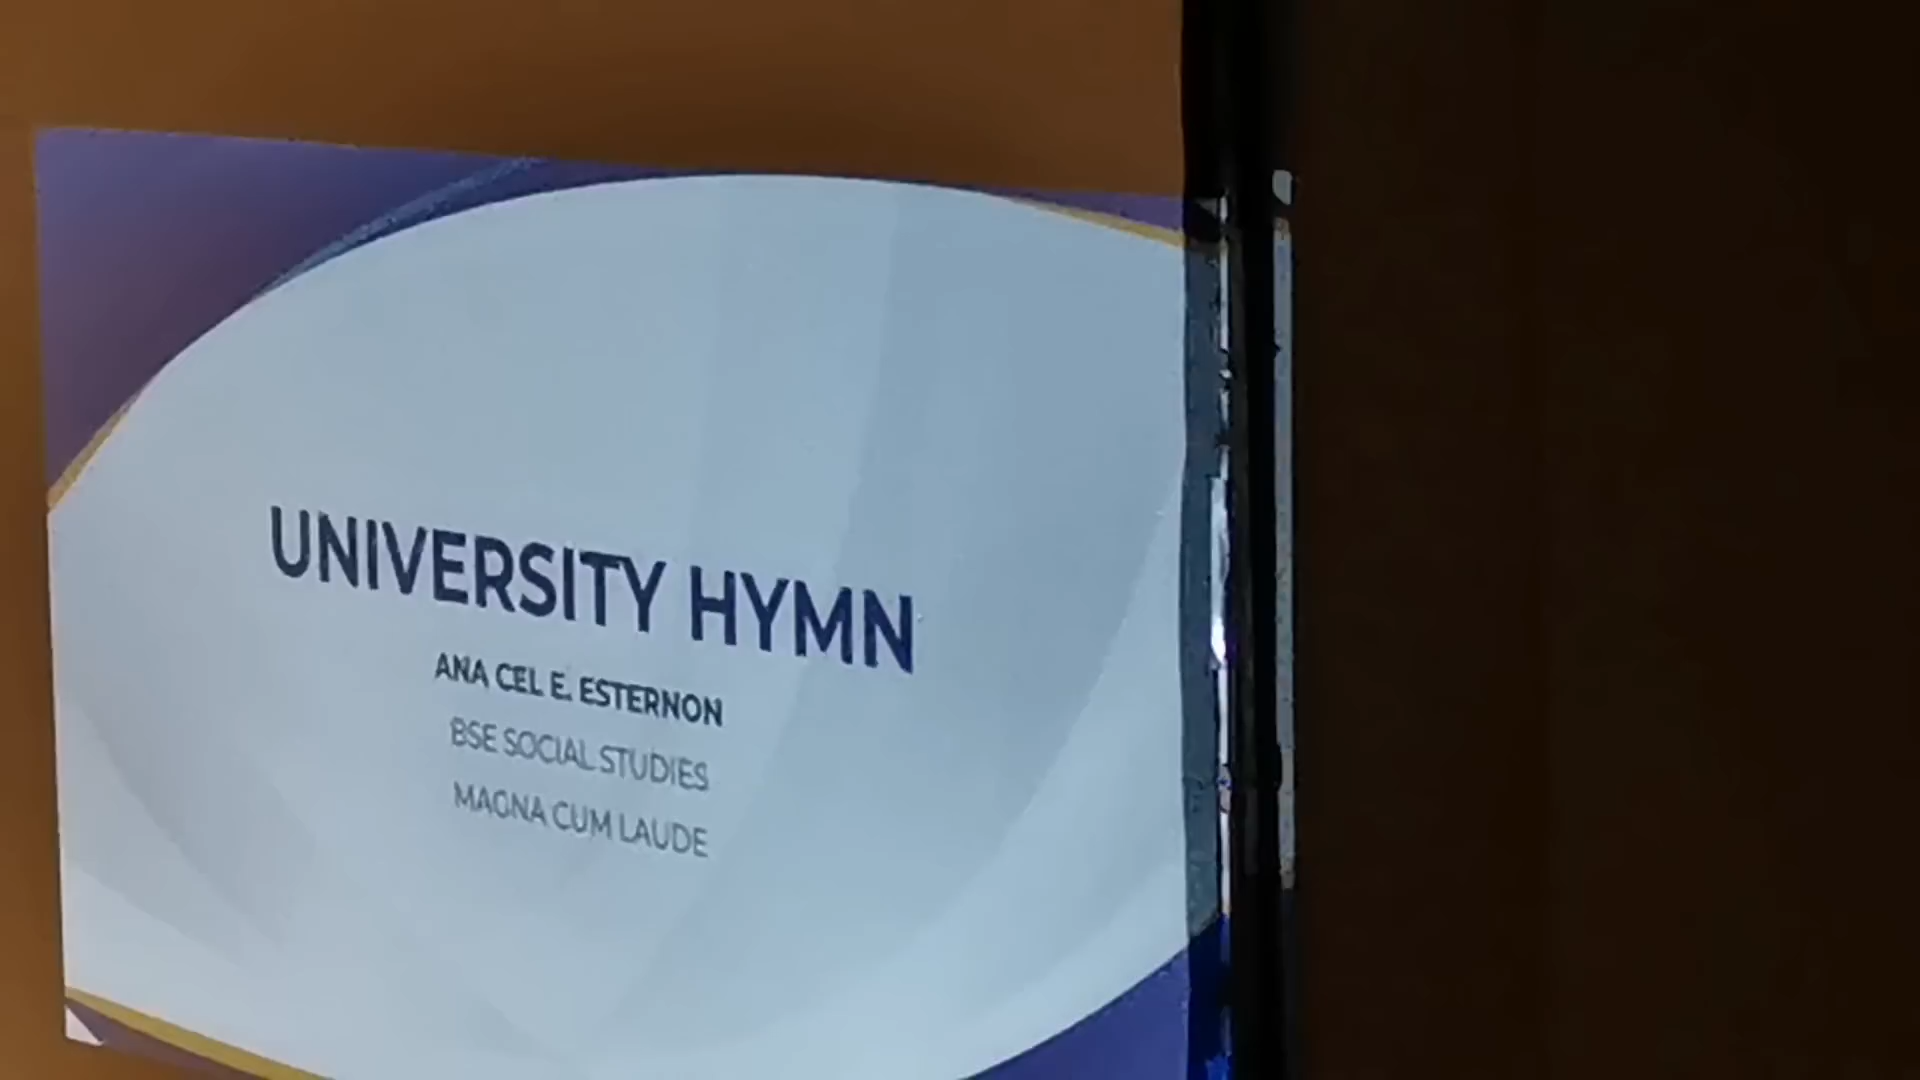 UNIVERSITY HYMN
ANA CEL E. ESTERNON
BSE SOCIAL STUDIES
MAGNA CUM LAUDE